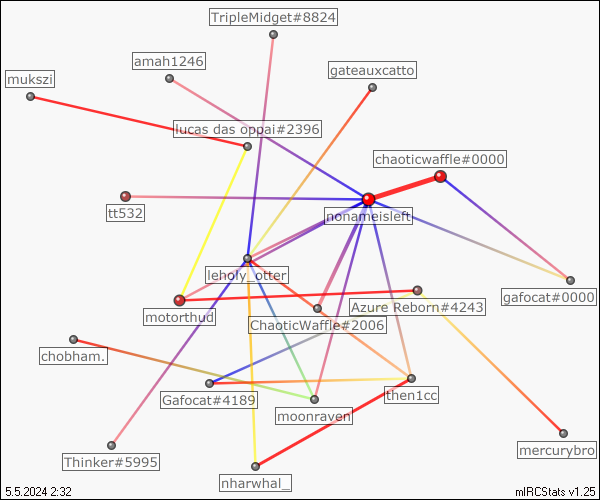 TripleMidget#8824
amah1246
gateauxcatto
mukszi
lucas das oppai#2396
chaoticwaffle#0000
tt532
nonameisleft
leholy_otter
gafocat#0000
motorthud
Azure Reborn#4243
ChaoticWaffle#2006
chobham.
Gafocat#4189
then1cc
moonraven
mercurybro
Thinker#5995
nharwhal_
5.5.2024 2:32
mIRCStats v1.25